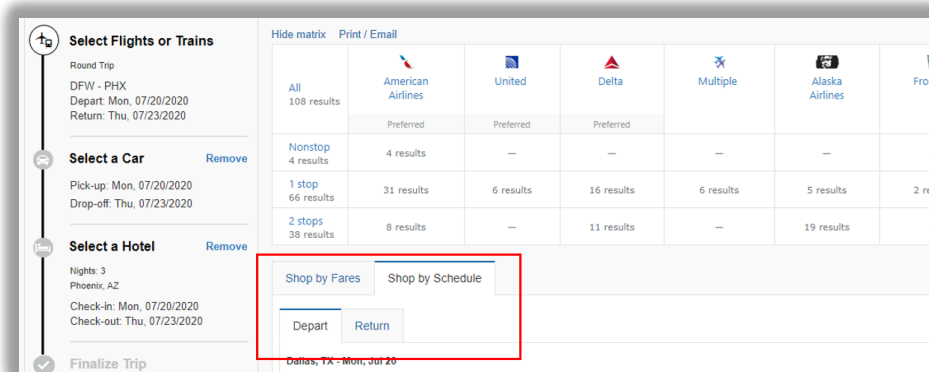 Select Flights or Trains
Round Trip
DFW - PHX
Depart: Mon, 07/20/2020
Return: Thu, 07/23/2020
Select a Car Remove
Pick-up: Mon, 07/20/2020
Drop-off: Thu, 07/23/2020
Select a Hotel Remove
Nights: 3
Phoenix, AZ
Check-in: Mon, 07/20/2020
Check-out: Thu, 07/23/2020
Finalize Trip
Hide matrix Print / Email
All
108 results
American
Airlines
United
Delta
Multiple
Alaska
Airlines
Preferred Preferred Preferred
Nonstop
4 results
4 results — — — —
1 stop
66 results
31 results 6 results 16 results 6 results 5 results
2 stops
38 results
8 results — 11 results — 19 results
Shop by Fares Shop by Schedule
Depart Return
Dallas, TX - Mon, Jul 20